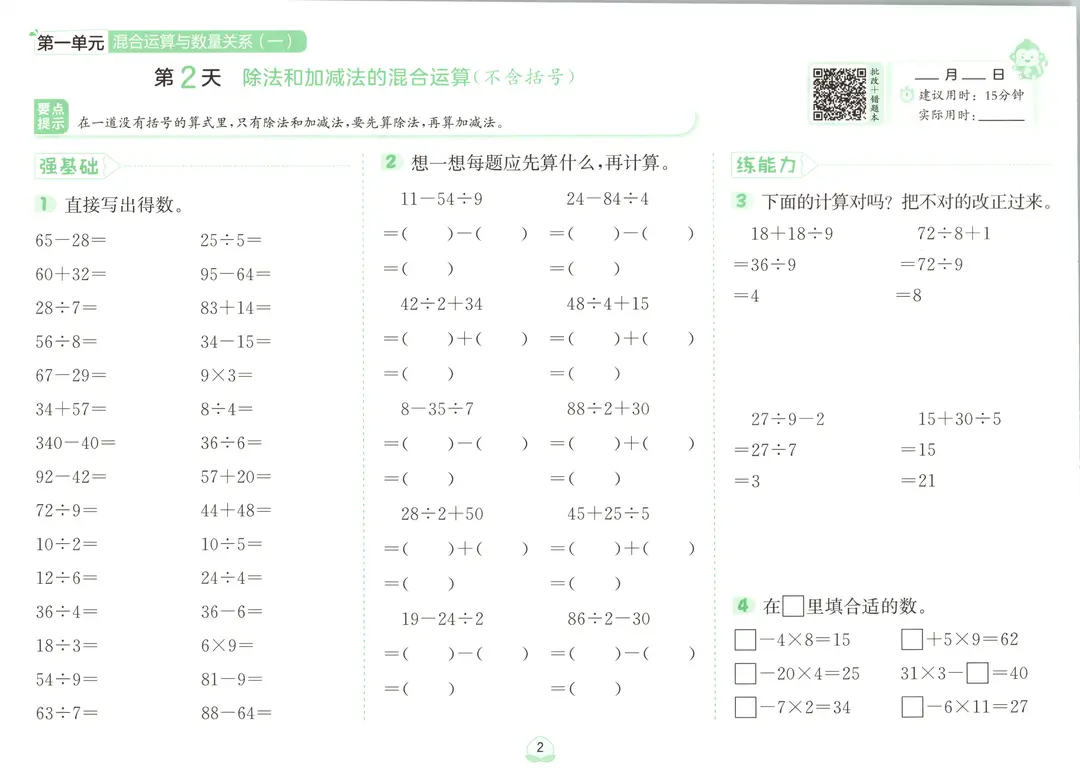 第一单元 混合运算与数量关系（一）
第2天 除法和加减法的混合运算（不含括号）
批改+错题本
___月___日
建议用时：15分钟
实际用时：______
要点提示
在一道没有括号的算式里，只有除法和加减法，要先算除法，再算加减法。
强基础
1 直接写出得数。
65－28＝ 25÷5＝
60＋32＝ 95－64＝
28÷7＝ 83＋14＝
56÷8＝ 34－15＝
67－29＝ 9×3＝
34＋57＝ 8÷4＝
340－40＝ 36÷6＝
92－42＝ 57＋20＝
72÷9＝ 44＋48＝
10÷2＝ 10÷5＝
12÷6＝ 24÷4＝
36÷4＝ 36－6＝
18÷3＝ 6×9＝
54÷9＝ 81－9＝
63÷7＝ 88－64＝
2 想一想每题应先算什么，再计算。
11－54÷9 24－84÷4
＝( )－( ) ＝( )－( )
＝( ) ＝( )
42÷2＋34 48÷4＋15
＝( )＋( ) ＝( )＋( )
＝( ) ＝( )
8－35÷7 88÷2＋30
＝( )－( ) ＝( )＋( )
＝( ) ＝( )
28÷2＋50 45＋25÷5
＝( )＋( ) ＝( )＋( )
＝( ) ＝( )
19－24÷2 86÷2－30
＝( )－( ) ＝( )－( )
＝( ) ＝( )
练能力
3 下面的计算对吗？把不对的改正过来。
18＋18÷9 72÷8＋1
＝36÷9 ＝72÷9
＝4 ＝8
27÷9－2 15＋30÷5
＝27÷7 ＝15
＝3 ＝21
4 在□里填合适的数。
□－4×8＝15 □＋5×9＝62
□－20×4＝25 31×3－□＝40
□－7×2＝34 □－6×11＝27
2